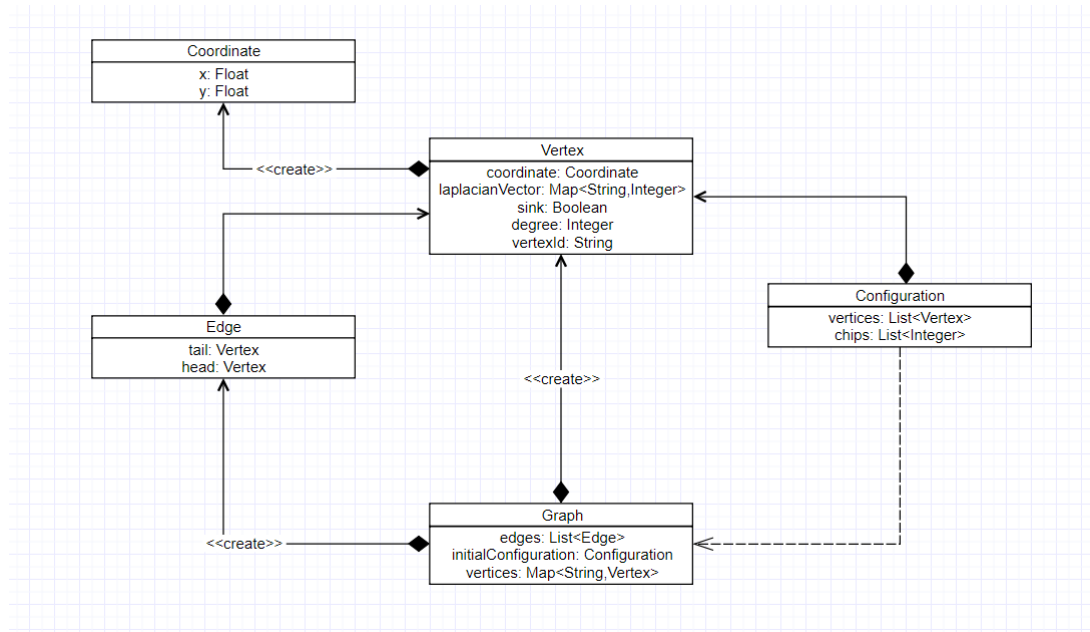 Coordinate
x: Float
y: Float
<<create>>
Vertex
coordinate: Coordinate
laplacianVector: Map<String,Integer>
sink: Boolean
degree: Integer
vertexId: String
Configuration
vertices: List<Vertex>
chips: List<Integer>
Edge
tail: Vertex
head: Vertex
<<create>>
<<create>>
Graph
edges: List<Edge>
initialConfiguration: Configuration
vertices: Map<String,Vertex>